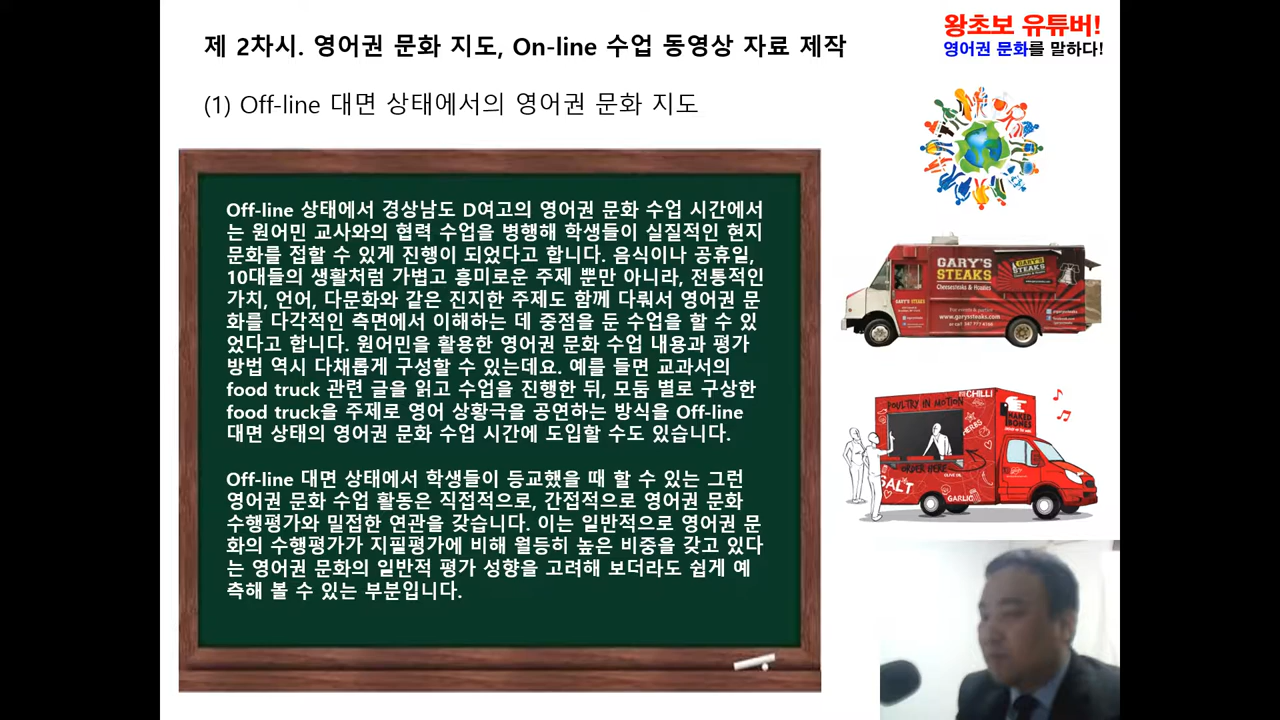 제 2차시. 영어권 문화 지도, On-line 수업 동영상 자료 제작
왕초보 유튜버!
영어권 문화를 말하다!
(1) Off-line 대면 상태에서의 영어권 문화 지도
Off-line 상태에서 경상남도 D여고의 영어권 문화 수업 시간에서
는 원어민 교사와의 협력 수업을 병행해 학생들이 실질적인 현지
문화를 접할 수 있게 진행이 되었다고 합니다. 음식이나 공휴일,
10대들의 생활처럼 가볍고 흥미로운 주제 뿐만 아니라, 전통적인
가치, 언어, 다문화와 같은 진지한 주제도 함께 다뤄서 영어권 문
화를 다각적인 측면에서 이해하는 데 중점을 둔 수업을 할 수 있
었다고 합니다. 원어민을 활용한 영어권 문화 수업 내용과 평가
방법 역시 다채롭게 구성할 수 있는데요. 예를 들면 교과서의
food truck 관련 글을 읽고 수업을 진행한 뒤, 모둠 별로 구상한
food truck을 주제로 영어 상황극을 공연하는 방식을 Off-line
대면 상태의 영어권 문화 수업 시간에 도입할 수도 있습니다.
Off-line 대면 상태에서 학생들이 등교했을 때 할 수 있는 그런
영어권 문화 수업 활동은 직접적으로, 간접적으로 영어권 문화
수행평가와 밀접한 연관을 갖습니다. 이는 일반적으로 영어권 문
화의 수행평가가 지필평가에 비해 월등히 높은 비중을 갖고 있다
는 영어권 문화의 일반적 평가 성향을 고려해 보더라도 쉽게 예
측해 볼 수 있는 부분입니다.
GARY'S
STEAKS
Cheesesteaks & Hoagies
GARY'S
STEAKS
GARY'S STEAKS
www.garyssteaks.com
POULTRY IN MOTION
CHILLI
NAKED
BONES
HERBS
ORDER HERE
OLIVE OIL
SALT
GARLIC